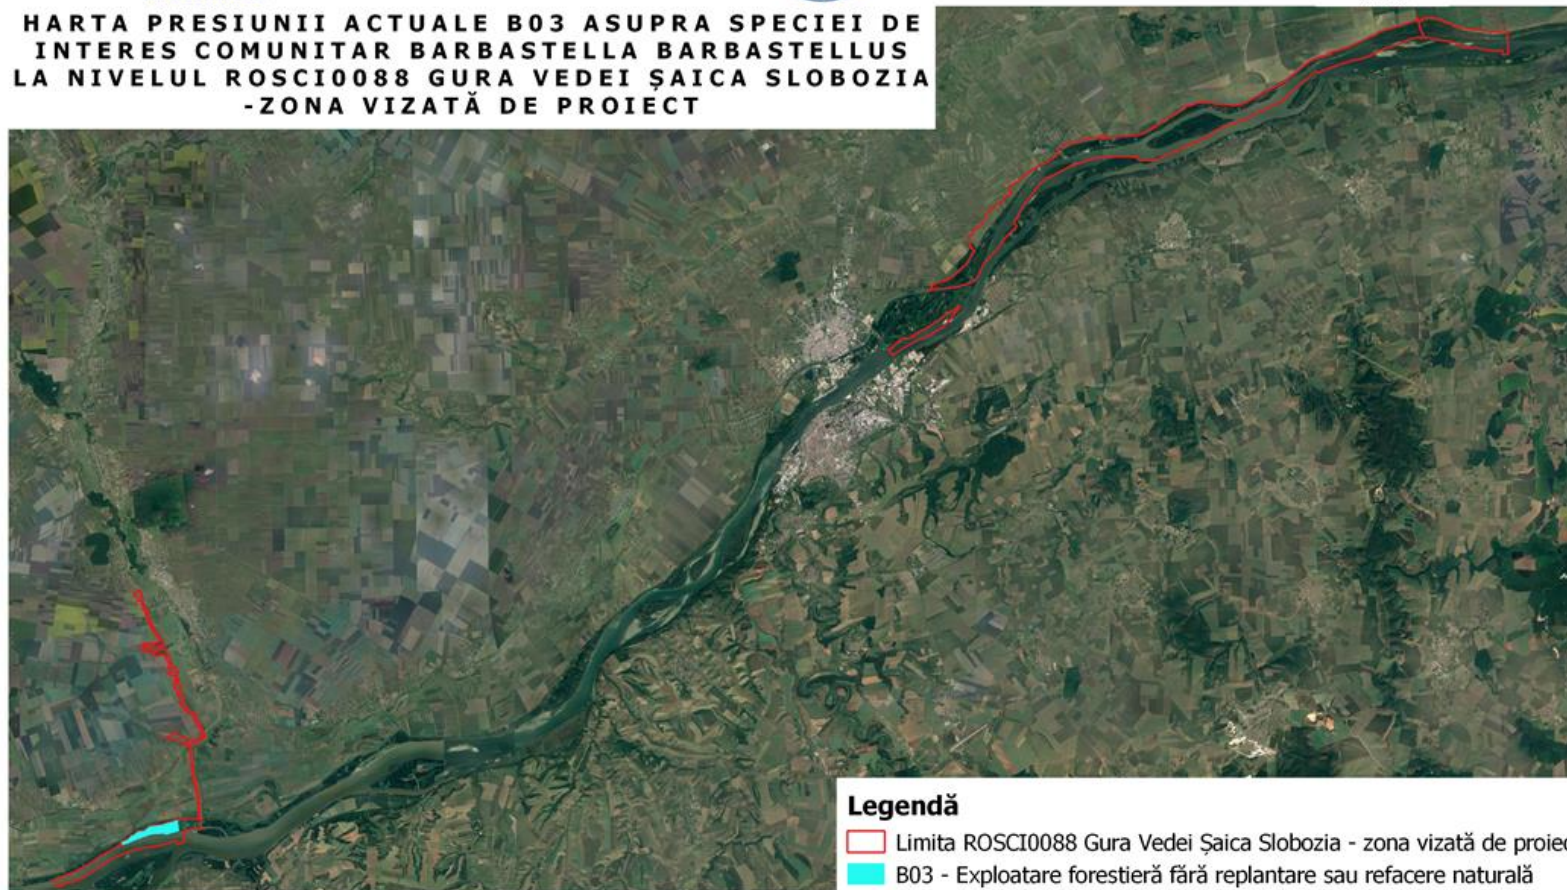 HARTA PRESIUNII ACTUALE B03 ASUPRA SPECIEI DE
INTERES COMUNITAR BARBASTELLA BARBASTELLUS
LA NIVELUL ROSCI0088 GURA VEDEI ȘAICA SLOBOZIA
-ZONA VIZATĂ DE PROIECT
Legendă
Limita ROSCI0088 Gura Vedei Șaica Slobozia - zona vizată de proiec
B03 - Exploatare forestieră fără replantare sau refacere naturală